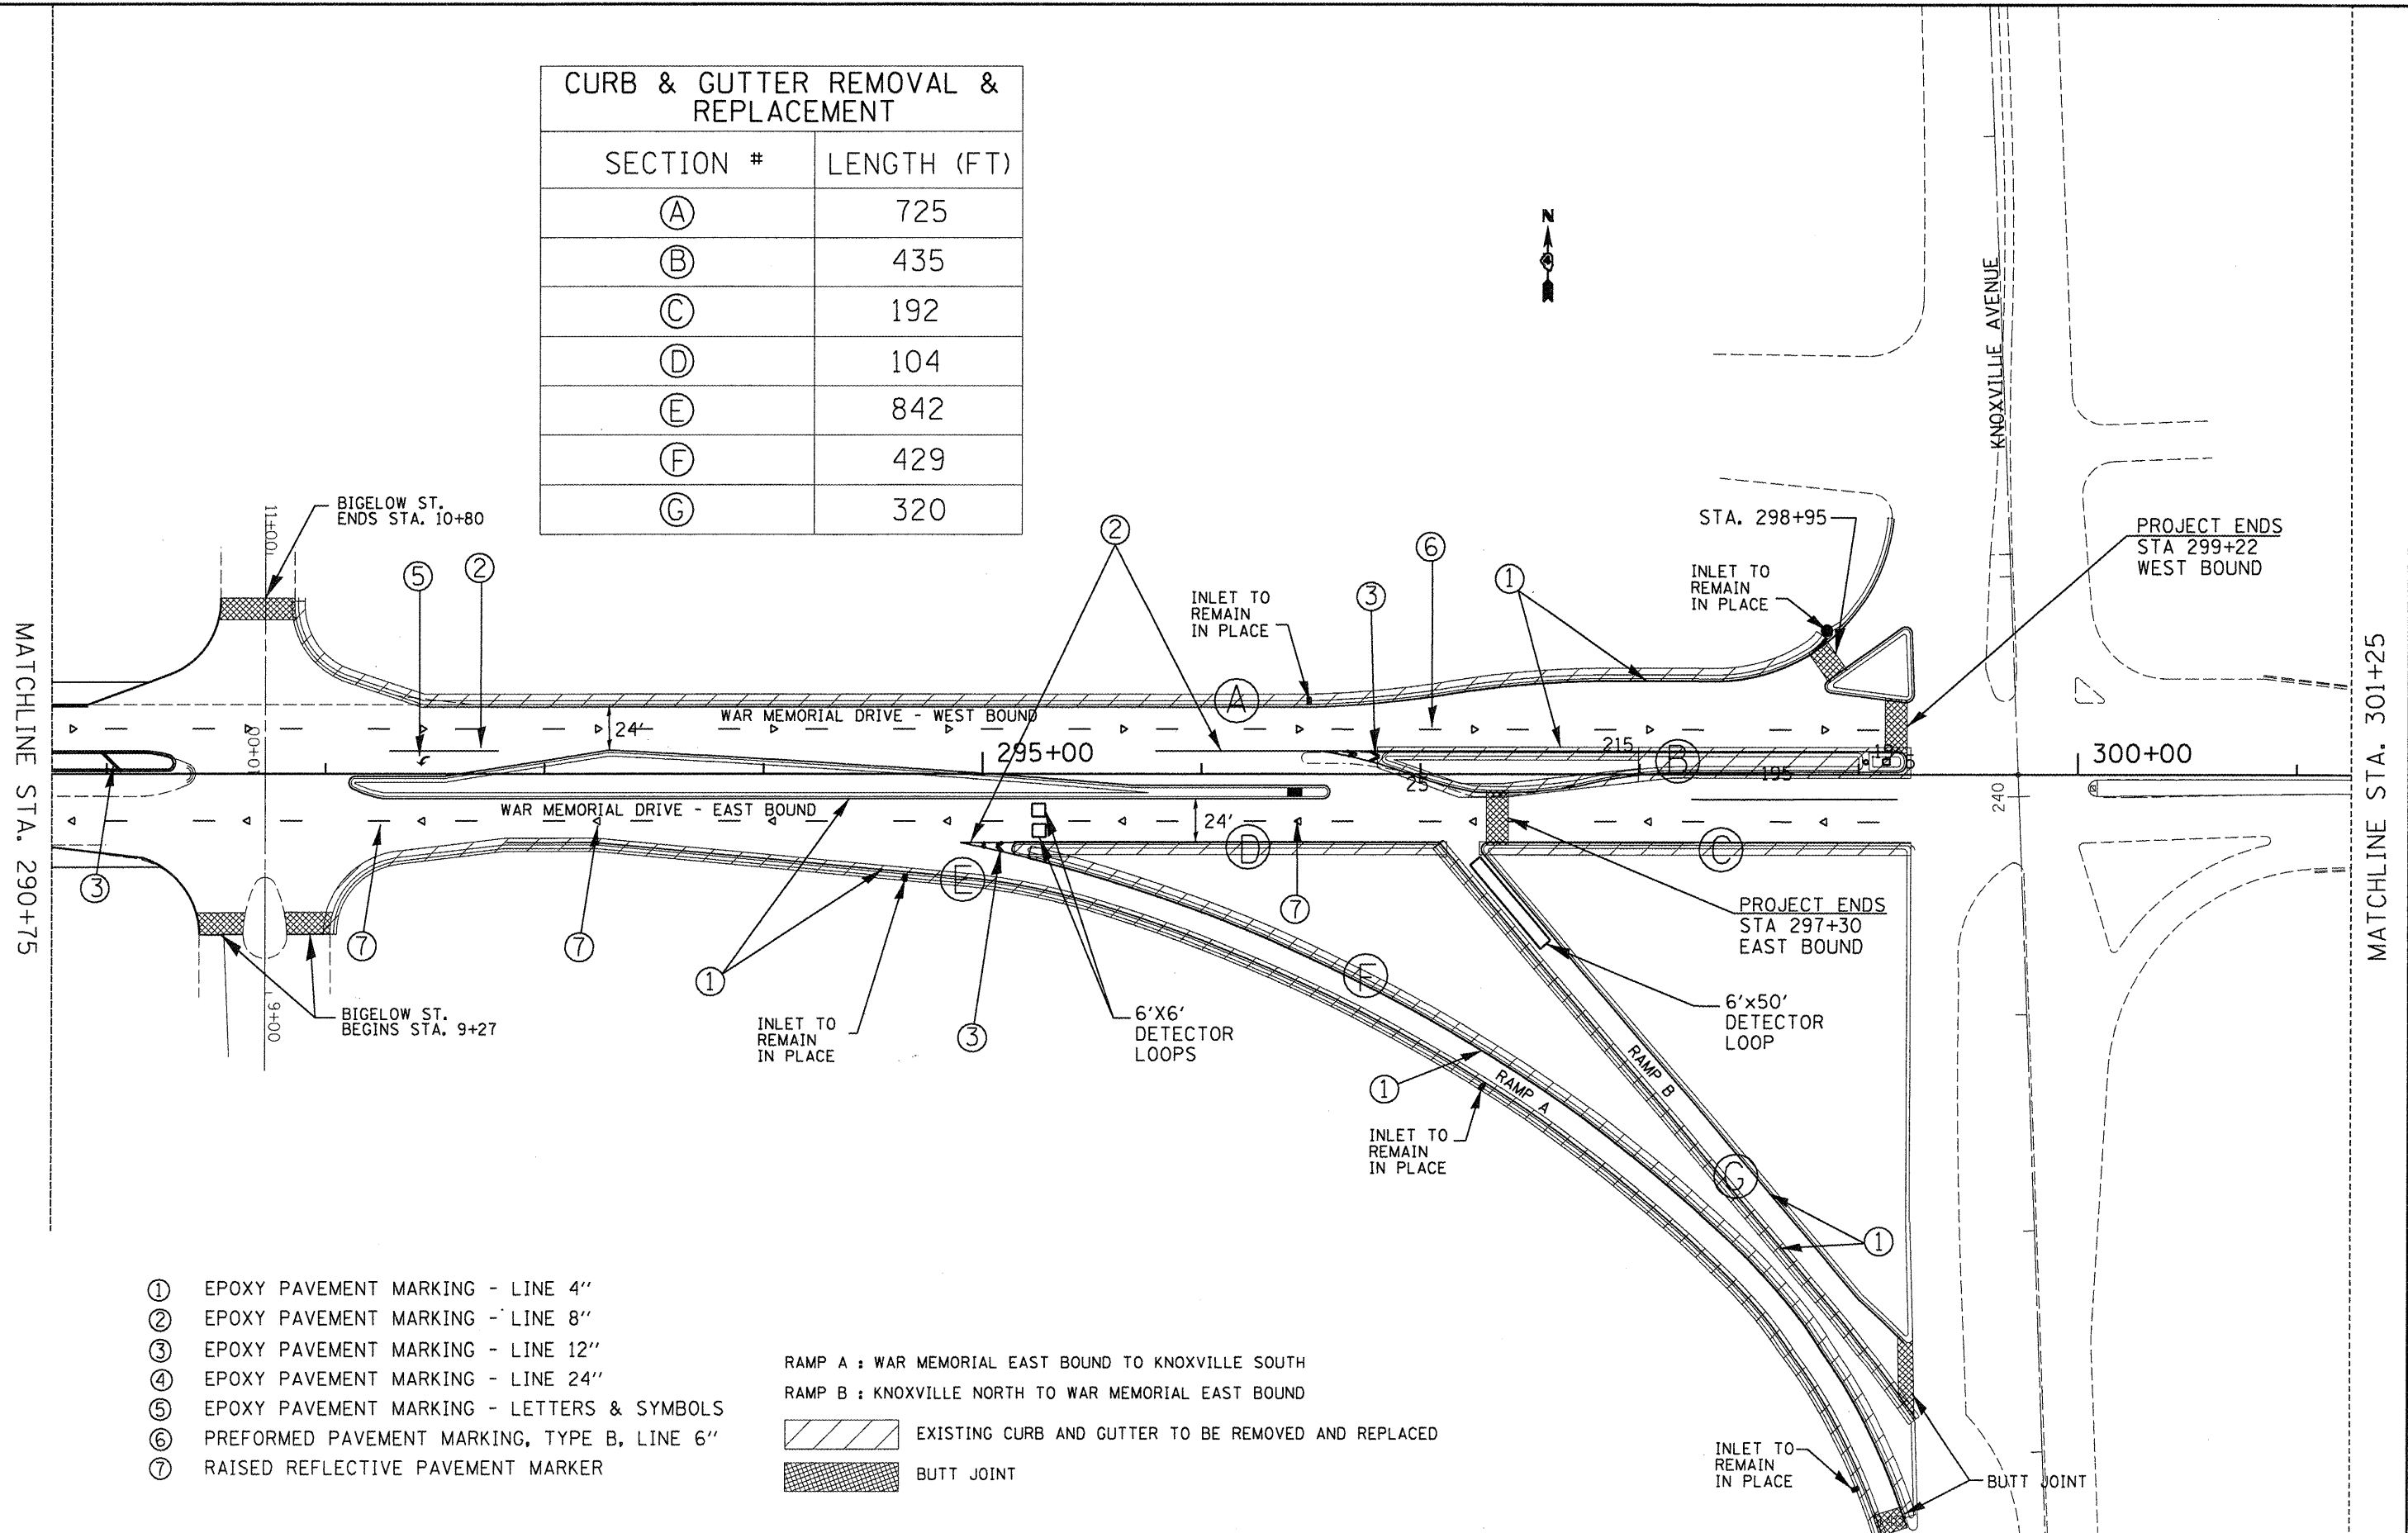 CURB & GUTTER REMOVAL &
REPLACEMENT
SECTION # LENGTH (FT)
A 725
B 435
C 192
D 104
E 842
F 429
G 320
N
KNOXVILLE AVENUE
BIGELOW ST.
ENDS STA. 10+80
11+00
5
2
2
INLET TO
REMAIN
IN PLACE
3
6
1
STA. 298+95
INLET TO
REMAIN
IN PLACE
PROJECT ENDS
STA 299+22
WEST BOUND
MATCHLINE STA. 290+75
MATCHLINE STA. 301+25
A
WAR MEMORIAL DRIVE - WEST BOUND
24'
10+00
295+00
215
B
19
195
25
300+00
240
WAR MEMORIAL DRIVE - EAST BOUND
24'
D
C
3
E
7
7
7
1
3
F
PROJECT ENDS
STA 297+30
EAST BOUND
9+00
BIGELOW ST.
BEGINS STA. 9+27
INLET TO
REMAIN
IN PLACE
6'X6'
DETECTOR
LOOPS
6'x50'
DETECTOR
LOOP
1
RAMP A
RAMP B
INLET TO
REMAIN
IN PLACE
G
1
1 EPOXY PAVEMENT MARKING - LINE 4"
2 EPOXY PAVEMENT MARKING - LINE 8"
3 EPOXY PAVEMENT MARKING - LINE 12"
4 EPOXY PAVEMENT MARKING - LINE 24"
5 EPOXY PAVEMENT MARKING - LETTERS & SYMBOLS
6 PREFORMED PAVEMENT MARKING, TYPE B, LINE 6"
7 RAISED REFLECTIVE PAVEMENT MARKER
RAMP A : WAR MEMORIAL EAST BOUND TO KNOXVILLE SOUTH
RAMP B : KNOXVILLE NORTH TO WAR MEMORIAL EAST BOUND
EXISTING CURB AND GUTTER TO BE REMOVED AND REPLACED
BUTT JOINT
INLET TO
REMAIN
IN PLACE
BUTT JOINT